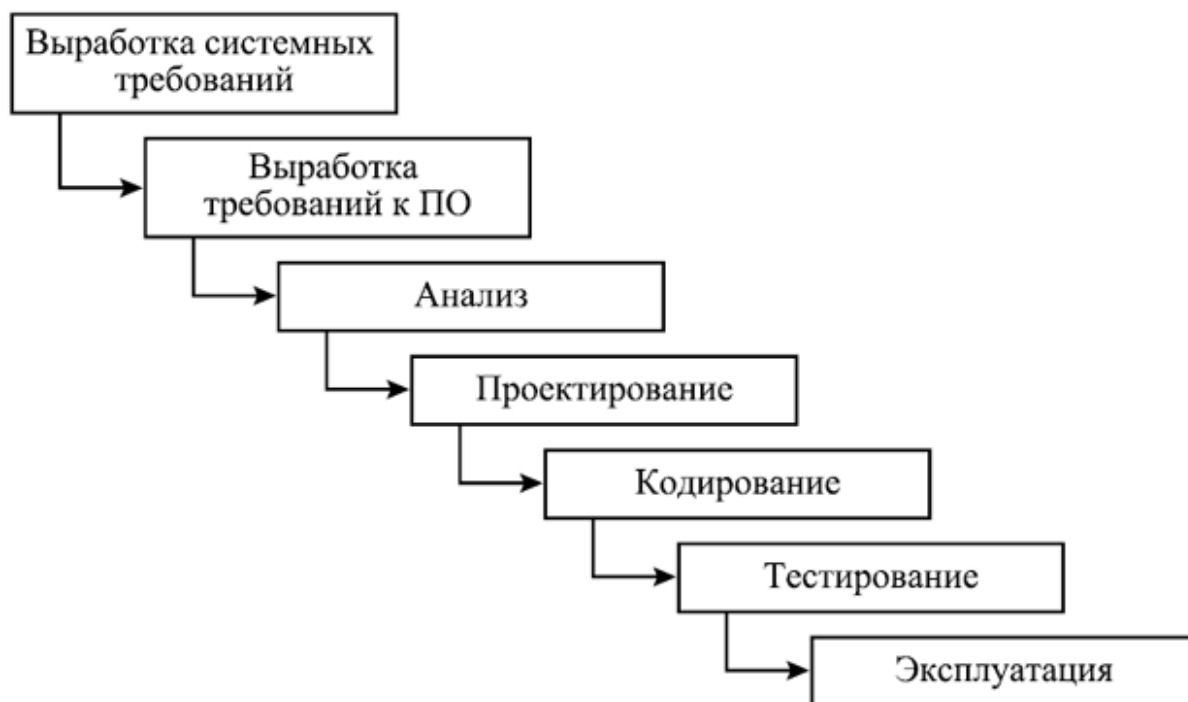 Выработка системных
требований
Выработка
требований к ПО
Анализ
Проектирование
Кодирование
Тестирование
Эксплуатация